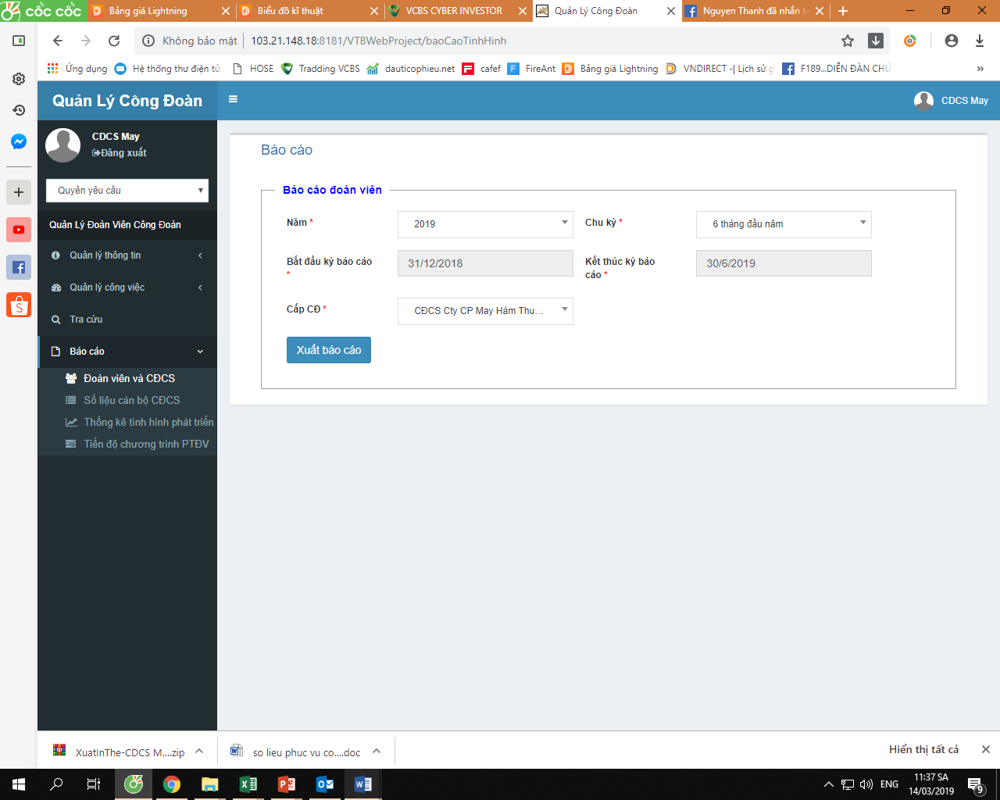 cốc cốc
Bảng giá Lightning
Biểu đồ kĩ thuật
VCBS CYBER INVESTOR
Quản Lý Công Đoàn
Nguyen Thanh đã nhắn t
Không bảo mật
103.21.148.18:8181/VTBWebProject/baoCaoTinhHinh
Ứng dụng
Hệ thống thư điện tử
HOSE
Tradding VCBS
dauticophieu.net
cafef
FireAnt
Bảng giá Lightning
VNDIRECT -| Lịch sử g
F189...DIỄN ĐÀN CHỨ
»
Quản Lý Công Đoàn
CDCS May
CDCS May
Đăng xuất
Quyền yêu cầu
Quản Lý Đoàn Viên Công Đoàn
Quản lý thông tin
Quản lý công việc
Tra cứu
Báo cáo
Đoàn viên và CĐCS
Số liệu cán bộ CĐCS
Thống kê tình hình phát triển
Tiến độ chương trình PTĐV
Báo cáo
Báo cáo đoàn viên
Năm *
2019
Chu kỳ *
6 tháng đầu năm
Bắt đầu kỳ báo cáo
*
31/12/2018
Kết thúc kỳ báo
cáo *
30/6/2019
Cấp CĐ *
CĐCS Cty CP May Hàm Thu...
Xuất báo cáo
XuatInThe-CDCS M....zip
so lieu phuc vu co....doc
Hiển thị tất cả
ENG
11:37 SA
14/03/2019
9